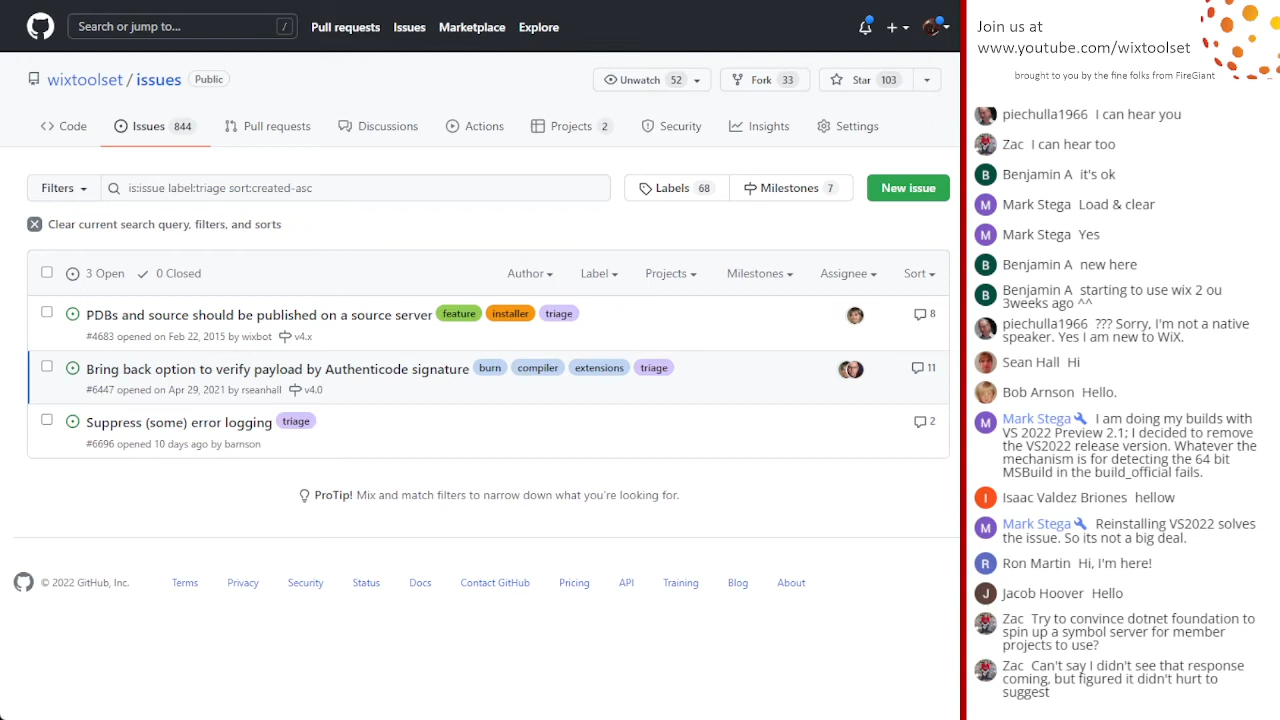 Search or jump to... /
Pull requests Issues Marketplace Explore
wixtoolset / issues Public
Unwatch 52 Fork 33 Star 103
Code Issues 844 Pull requests Discussions Actions Projects 2 Security Insights Settings
Filters is:issue label:triage sort:created-asc Labels 68 Milestones 7 New issue
Clear current search query, filters, and sorts
3 Open 0 Closed Author Label Projects Milestones Assignee Sort
PDBs and source should be published on a source server feature installer triage 8
#4683 opened on Feb 22, 2015 by wixbot v4.x
Bring back option to verify payload by Authenticode signature burn compiler extensions triage 11
#6447 opened on Apr 29, 2021 by rseanhall v4.0
Suppress (some) error logging triage 2
#6696 opened 10 days ago by barnson
ProTip! Mix and match filters to narrow down what you're looking for.
© 2022 GitHub, Inc. Terms Privacy Security Status Docs Contact GitHub Pricing API Training Blog About
Join us at
www.youtube.com/wixtoolset
brought to you by the fine folks from FireGiant
piechulla1966 I can hear you
Zac I can hear too
B Benjamin A it's ok
M Mark Stega Load & clear
M Mark Stega Yes
B Benjamin A new here
B Benjamin A starting to use wix 2 ou
3weeks ago ^^
piechulla1966 ??? Sorry, I'm not a native
speaker. Yes I am new to WiX.
Sean Hall Hi
Bob Arnson Hello.
M Mark Stega I am doing my builds with
VS 2022 Preview 2.1; I decided to remove
the VS2022 release version. Whatever the
mechanism is for detecting the 64 bit
MSBuild in the build_official fails.
I Isaac Valdez Briones hellow
M Mark Stega Reinstalling VS2022 solves
the issue. So its not a big deal.
R Ron Martin Hi, I'm here!
J Jacob Hoover Hello
Zac Try to convince dotnet foundation to
spin up a symbol server for member
projects to use?
Zac Can't say I didn't see that response
coming, but figured it didn't hurt to
suggest